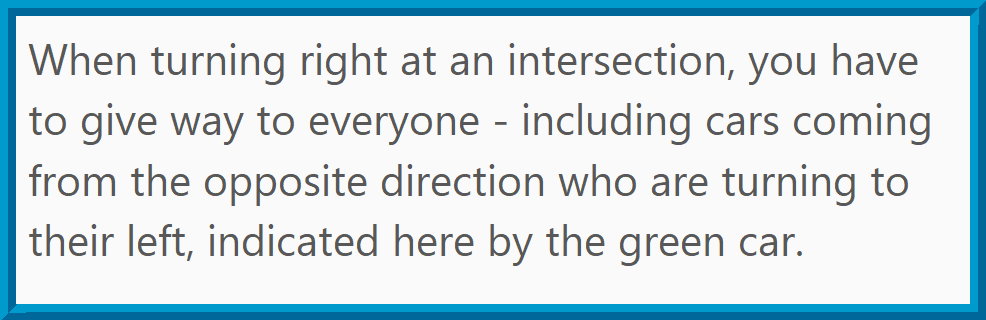 When turning right at an intersection, you have
to give way to everyone - including cars coming
from the opposite direction who are turning to
their left, indicated here by the green car.